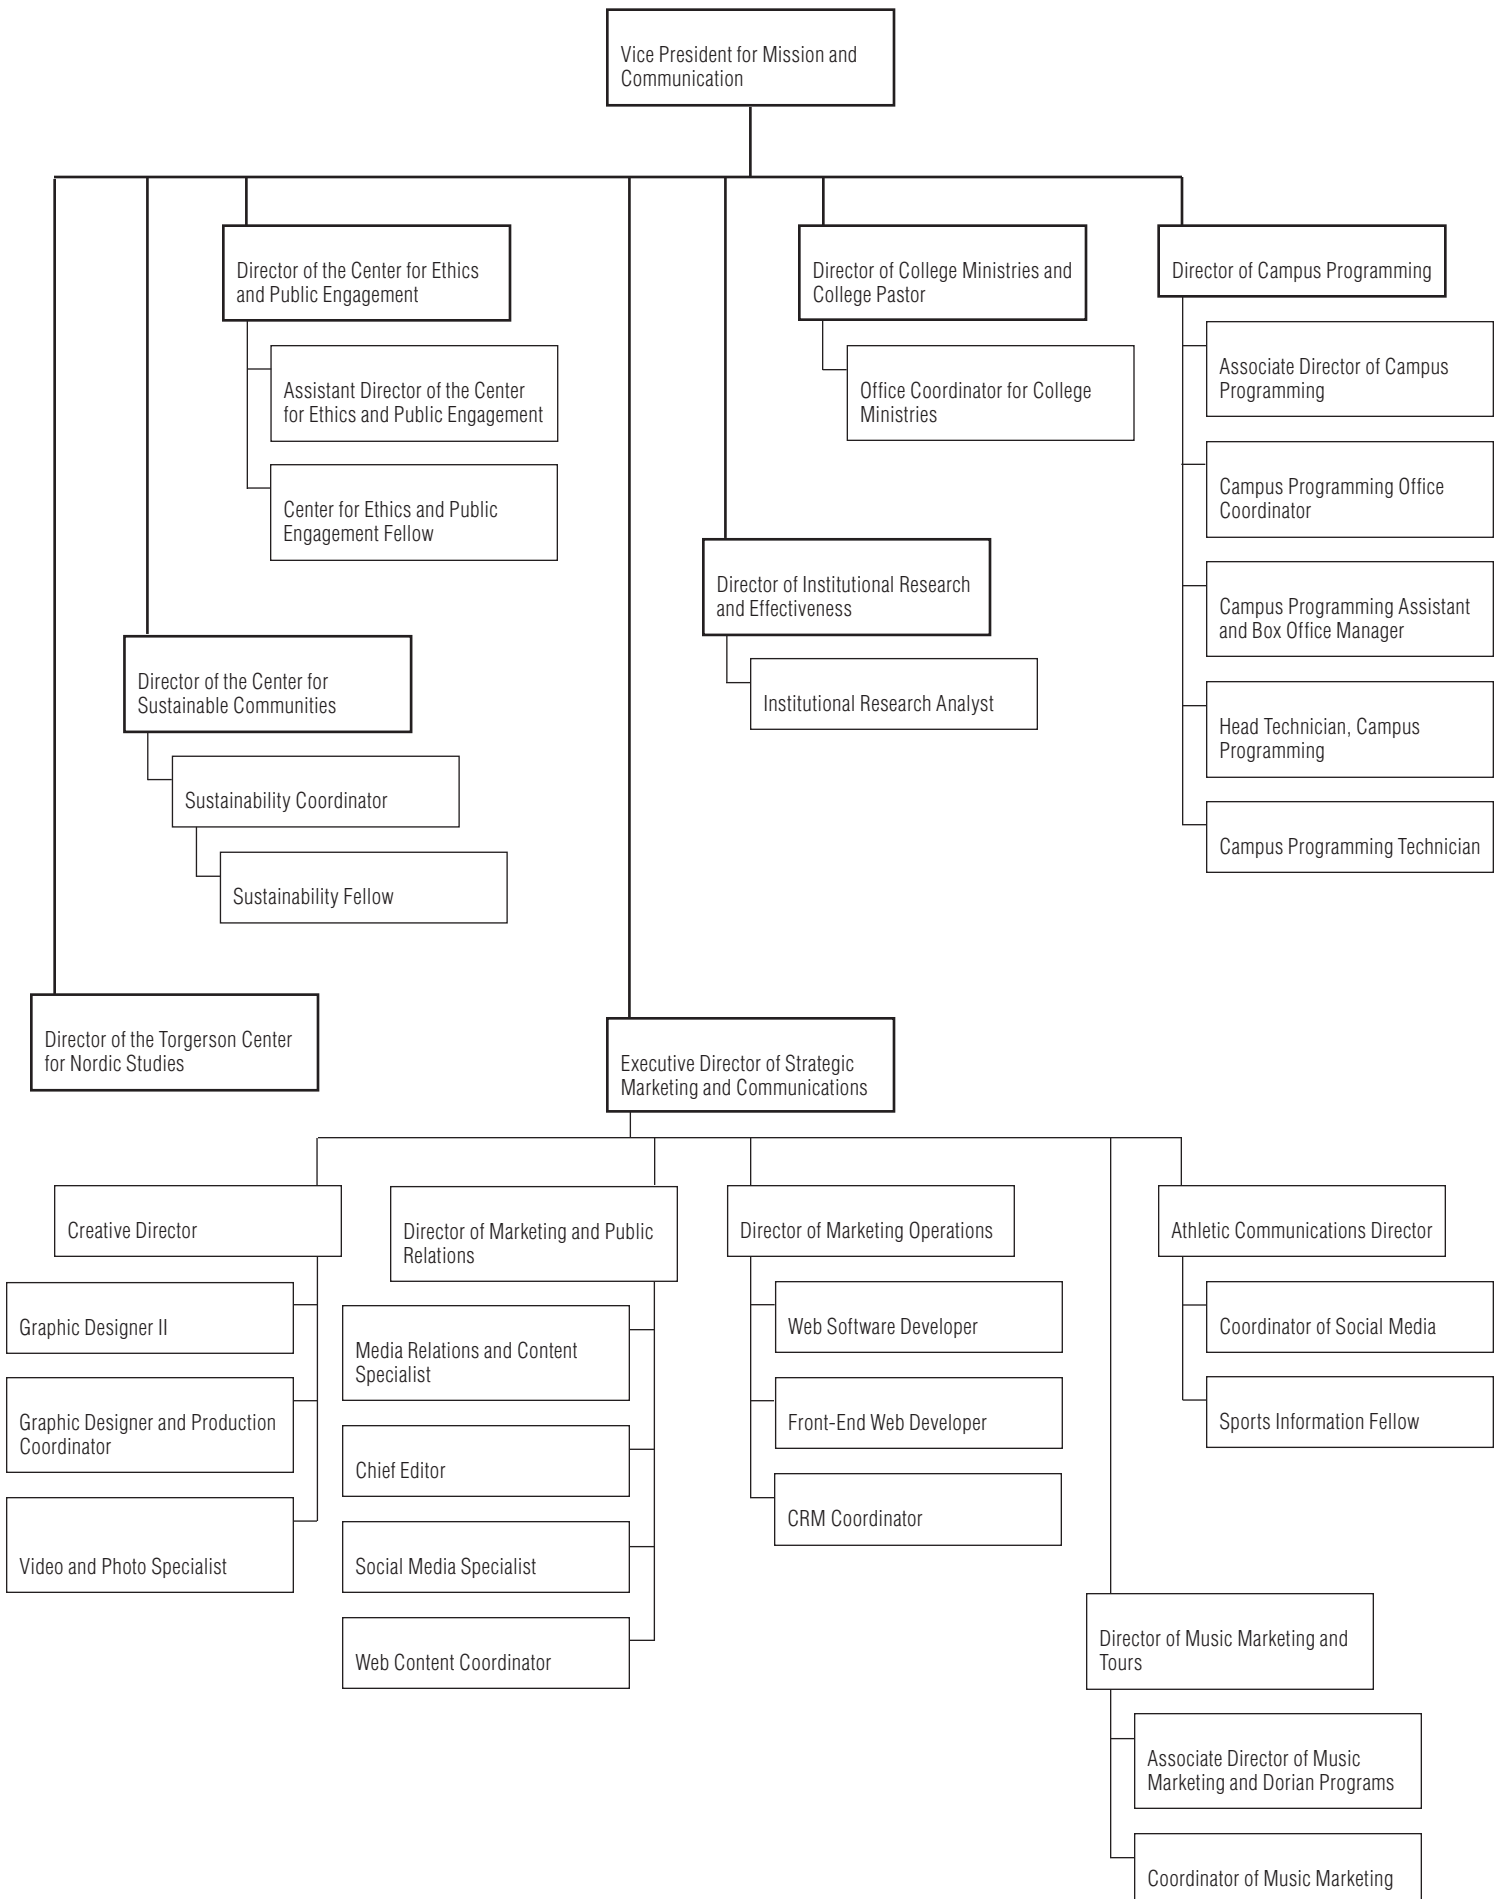 Vice President for Mission and
Communication
Director of the Center for Ethics
and Public Engagement
Assistant Director of the Center
for Ethics and Public Engagement
Center for Ethics and Public
Engagement Fellow
Director of College Ministries and
College Pastor
Office Coordinator for College
Ministries
Director of Campus Programming
Associate Director of Campus
Programming
Campus Programming Office
Coordinator
Campus Programming Assistant
and Box Office Manager
Head Technician, Campus
Programming
Campus Programming Technician
Director of Institutional Research
and Effectiveness
Institutional Research Analyst
Director of the Center for
Sustainable Communities
Sustainability Coordinator
Sustainability Fellow
Director of the Torgerson Center
for Nordic Studies
Executive Director of Strategic
Marketing and Communications
Creative Director
Graphic Designer II
Graphic Designer and Production
Coordinator
Video and Photo Specialist
Director of Marketing and Public
Relations
Media Relations and Content
Specialist
Chief Editor
Social Media Specialist
Web Content Coordinator
Director of Marketing Operations
Web Software Developer
Front-End Web Developer
CRM Coordinator
Athletic Communications Director
Coordinator of Social Media
Sports Information Fellow
Director of Music Marketing and
Tours
Associate Director of Music
Marketing and Dorian Programs
Coordinator of Music Marketing